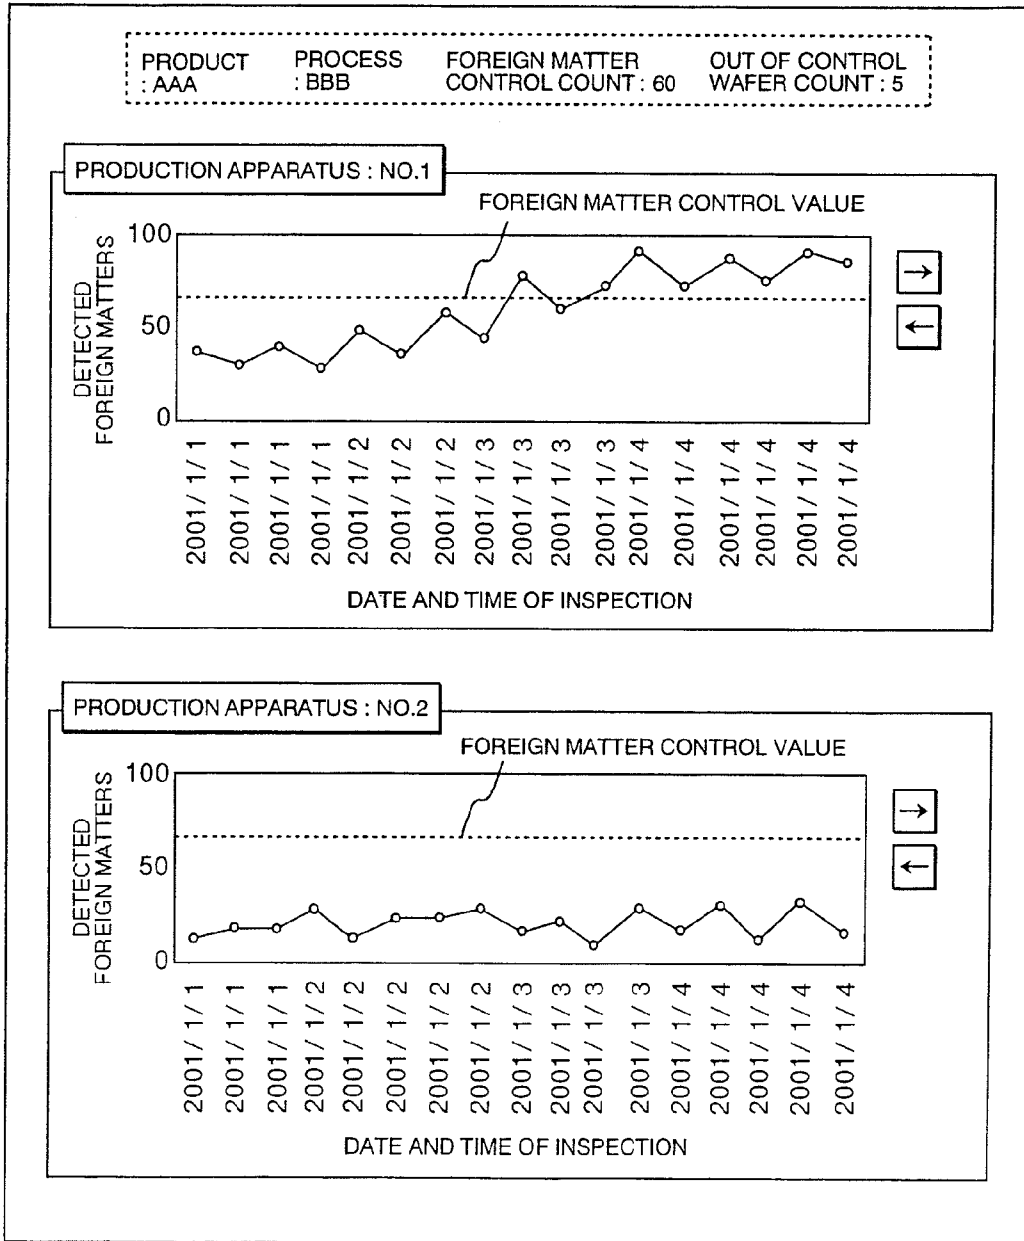 PRODUCT PROCESS FOREIGN MATTER OUT OF CONTROL
: AAA : BBB CONTROL COUNT : 60 WAFER COUNT : 5
PRODUCTION APPARATUS : NO.1
FOREIGN MATTER CONTROL VALUE
DETECTED
FOREIGN MATTERS
100
50
0
→
←
2001/ 1/ 1
2001/ 1/ 1
2001/ 1/ 1
2001/ 1/ 1
2001/ 1/ 2
2001/ 1/ 2
2001/ 1/ 2
2001/ 1/ 3
2001/ 1/ 3
2001/ 1/ 3
2001/ 1/ 3
2001/ 1/ 4
2001/ 1/ 4
2001/ 1/ 4
2001/ 1/ 4
2001/ 1/ 4
2001/ 1/ 4
DATE AND TIME OF INSPECTION
PRODUCTION APPARATUS : NO.2
FOREIGN MATTER CONTROL VALUE
DETECTED
FOREIGN MATTERS
100
50
0
→
←
2001/ 1/ 1
2001/ 1/ 1
2001/ 1/ 1
2001/ 1/ 2
2001/ 1/ 2
2001/ 1/ 2
2001/ 1/ 2
2001/ 1/ 2
2001/ 1/ 3
2001/ 1/ 3
2001/ 1/ 3
2001/ 1/ 3
2001/ 1/ 4
2001/ 1/ 4
2001/ 1/ 4
2001/ 1/ 4
2001/ 1/ 4
DATE AND TIME OF INSPECTION